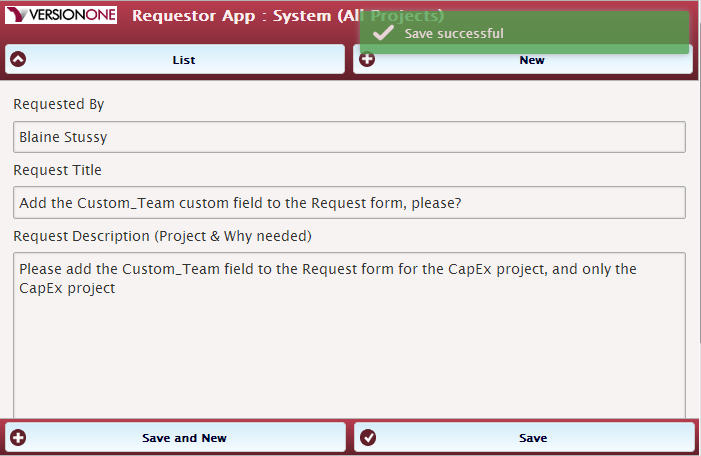 VERSIONONE
Requestor App : System (All Projects)
Save successful
List
New
Requested By
Blaine Stussy
Request Title
Add the Custom_Team custom field to the Request form, please?
Request Description (Project & Why needed)
Please add the Custom_Team field to the Request form for the CapEx project, and only the
CapEx project
Save and New
Save